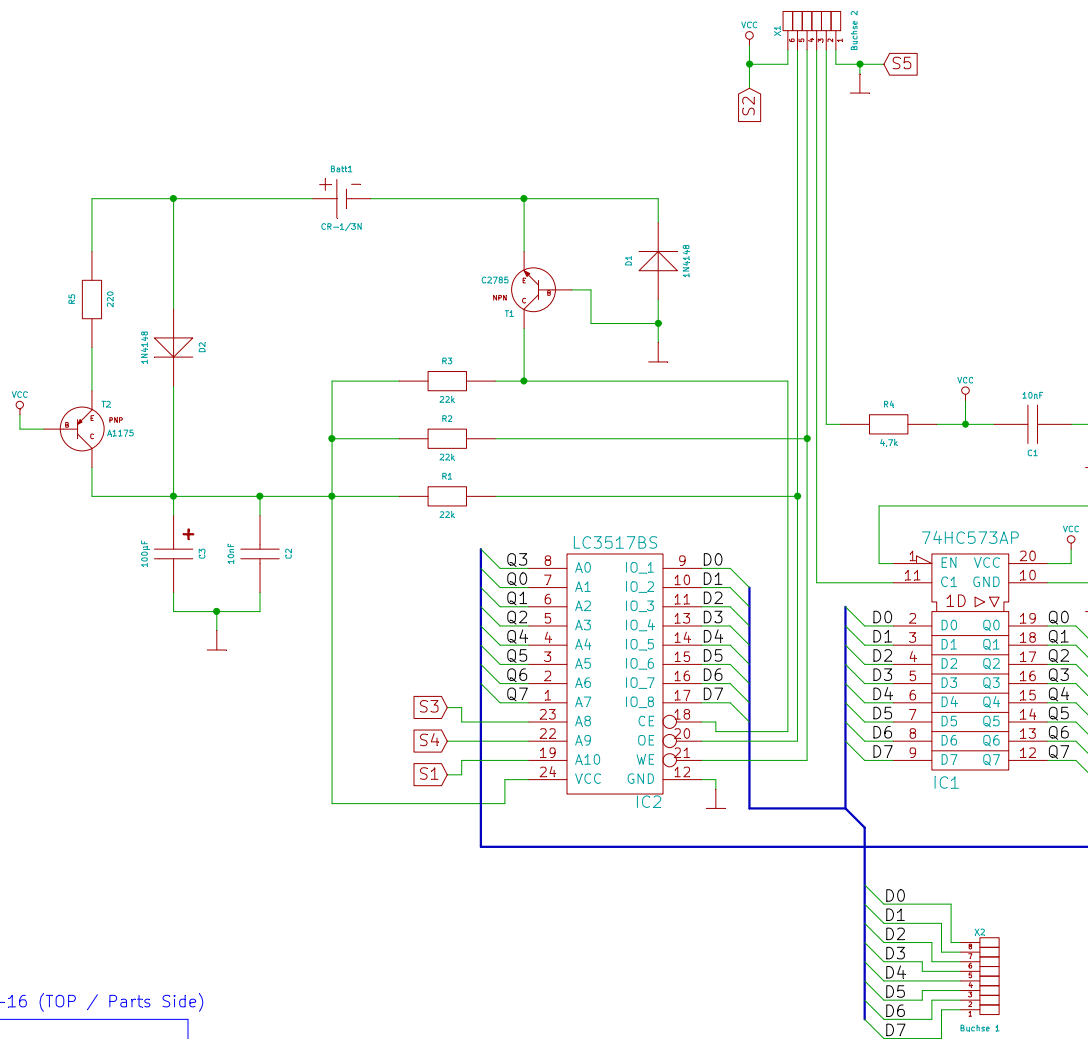 VCC
X1
6 5 4 3 2 1
Buchse 2
S5
S2
Batt1
+ −
CR-1/3N
R5
220
1N4148
D2
C2785
NPN
T1
E
C
B
D1
1N4148
VCC
T2
PNP
A1175
B
E
C
R3
22k
R2
22k
R1
22k
VCC
10nF
C1
R4
4,7k
100µF
+
C3
10nF
C2
LC3517BS
Q3 8 A0 IO_1 9 D0
Q0 7 A1 IO_2 10 D1
Q1 6 A2 IO_3 11 D2
Q2 5 A3 IO_4 13 D3
Q4 4 A4 IO_5 14 D4
Q5 3 A5 IO_6 15 D5
Q6 2 A6 IO_7 16 D6
Q7 1 A7 IO_8 17 D7
S3 23 A8 CE 18
S4 22 A9 OE 20
S1 19 A10 WE 21
24 VCC GND 12
IC2
74HC573AP
VCC
1 EN VCC 20
11 C1 GND 10
1D
D0 2 D0 Q0 19 Q0
D1 3 D1 Q1 18 Q1
D2 4 D2 Q2 17 Q2
D3 5 D3 Q3 16 Q3
D4 6 D4 Q4 15 Q4
D5 7 D5 Q5 14 Q5
D6 8 D6 Q6 13 Q6
D7 9 D7 Q7 12 Q7
IC1
D0
D1
D2
D3
D4
D5
D6
D7
X2
8
7
6
5
4
3
2
1
Buchse 1
-16 (TOP / Parts Side)